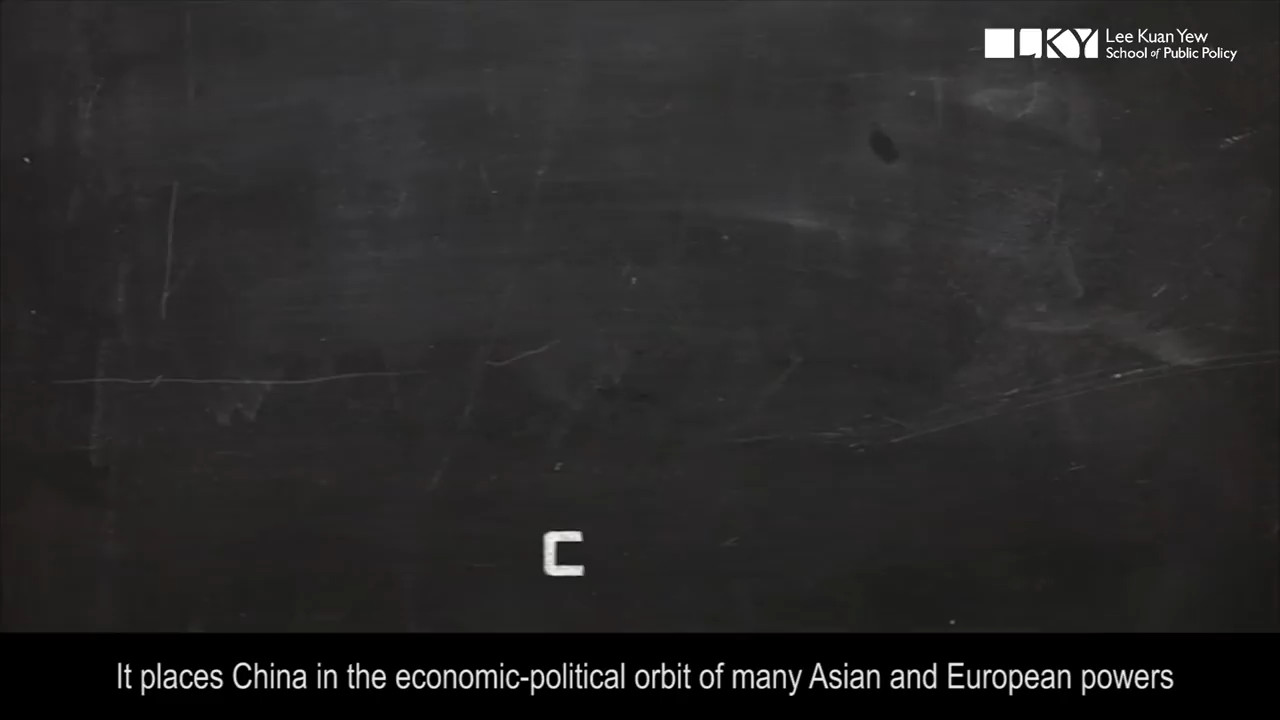 LKY Lee Kuan Yew
School of Public Policy
C
It places China in the economic-political orbit of many Asian and European powers